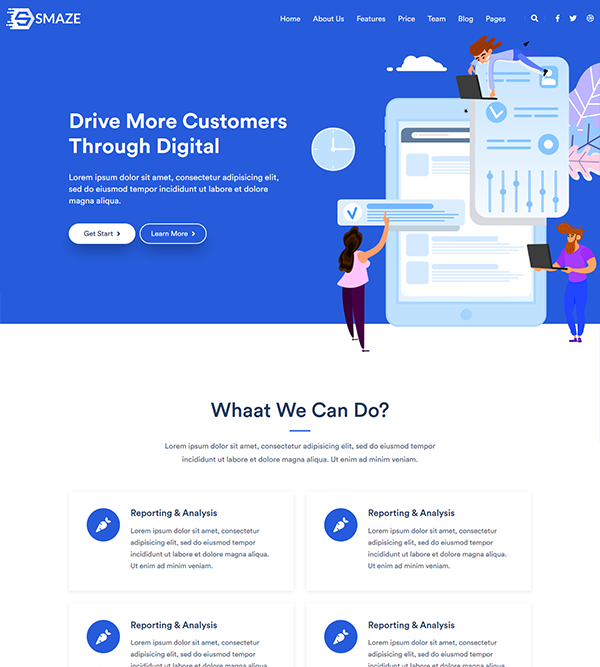 SMAZE
Home About Us Features Price Team Blog Pages
Drive More Customers
Through Digital
Lorem ipsum dolor sit amet, consectetur adipisicing elit,
sed do eiusmod tempor incididunt ut labore et dolore
magna aliqua.
Get Start
Learn More
Whaat We Can Do?
Lorem ipsum dolor sit amet, consectetur adipisicing elit, sed do eiusmod tempor
incididunt ut labore et dolore magna aliqua. Ut enim ad minim veniam.
Reporting & Analysis
Lorem ipsum dolor sit amet, consectetur
adipisicing elit, sed do eiusmod tempor
incididunt ut labore et dolore magna aliqua.
Ut enim ad minim veniam.
Reporting & Analysis
Lorem ipsum dolor sit amet, consectetur
adipisicing elit, sed do eiusmod tempor
incididunt ut labore et dolore magna aliqua.
Ut enim ad minim veniam.
Reporting & Analysis
Lorem ipsum dolor sit amet, consectetur
adipisicing elit, sed do eiusmod tempor
Reporting & Analysis
Lorem ipsum dolor sit amet, consectetur
adipisicing elit, sed do eiusmod tempor